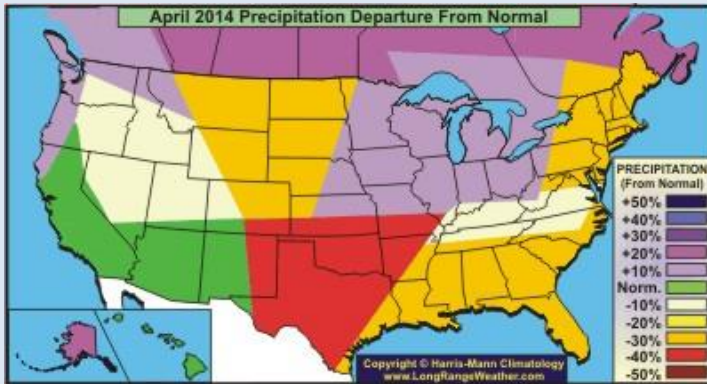 April 2014 Precipitation Departure From Normal
PRECIPITATION
(From Normal)
+50%
+40%
+30%
+20%
+10%
Norm.
-10%
-20%
-30%
-40%
-50%
Copyright © Harris-Mann Climatology
www.LongRangeWeather.com